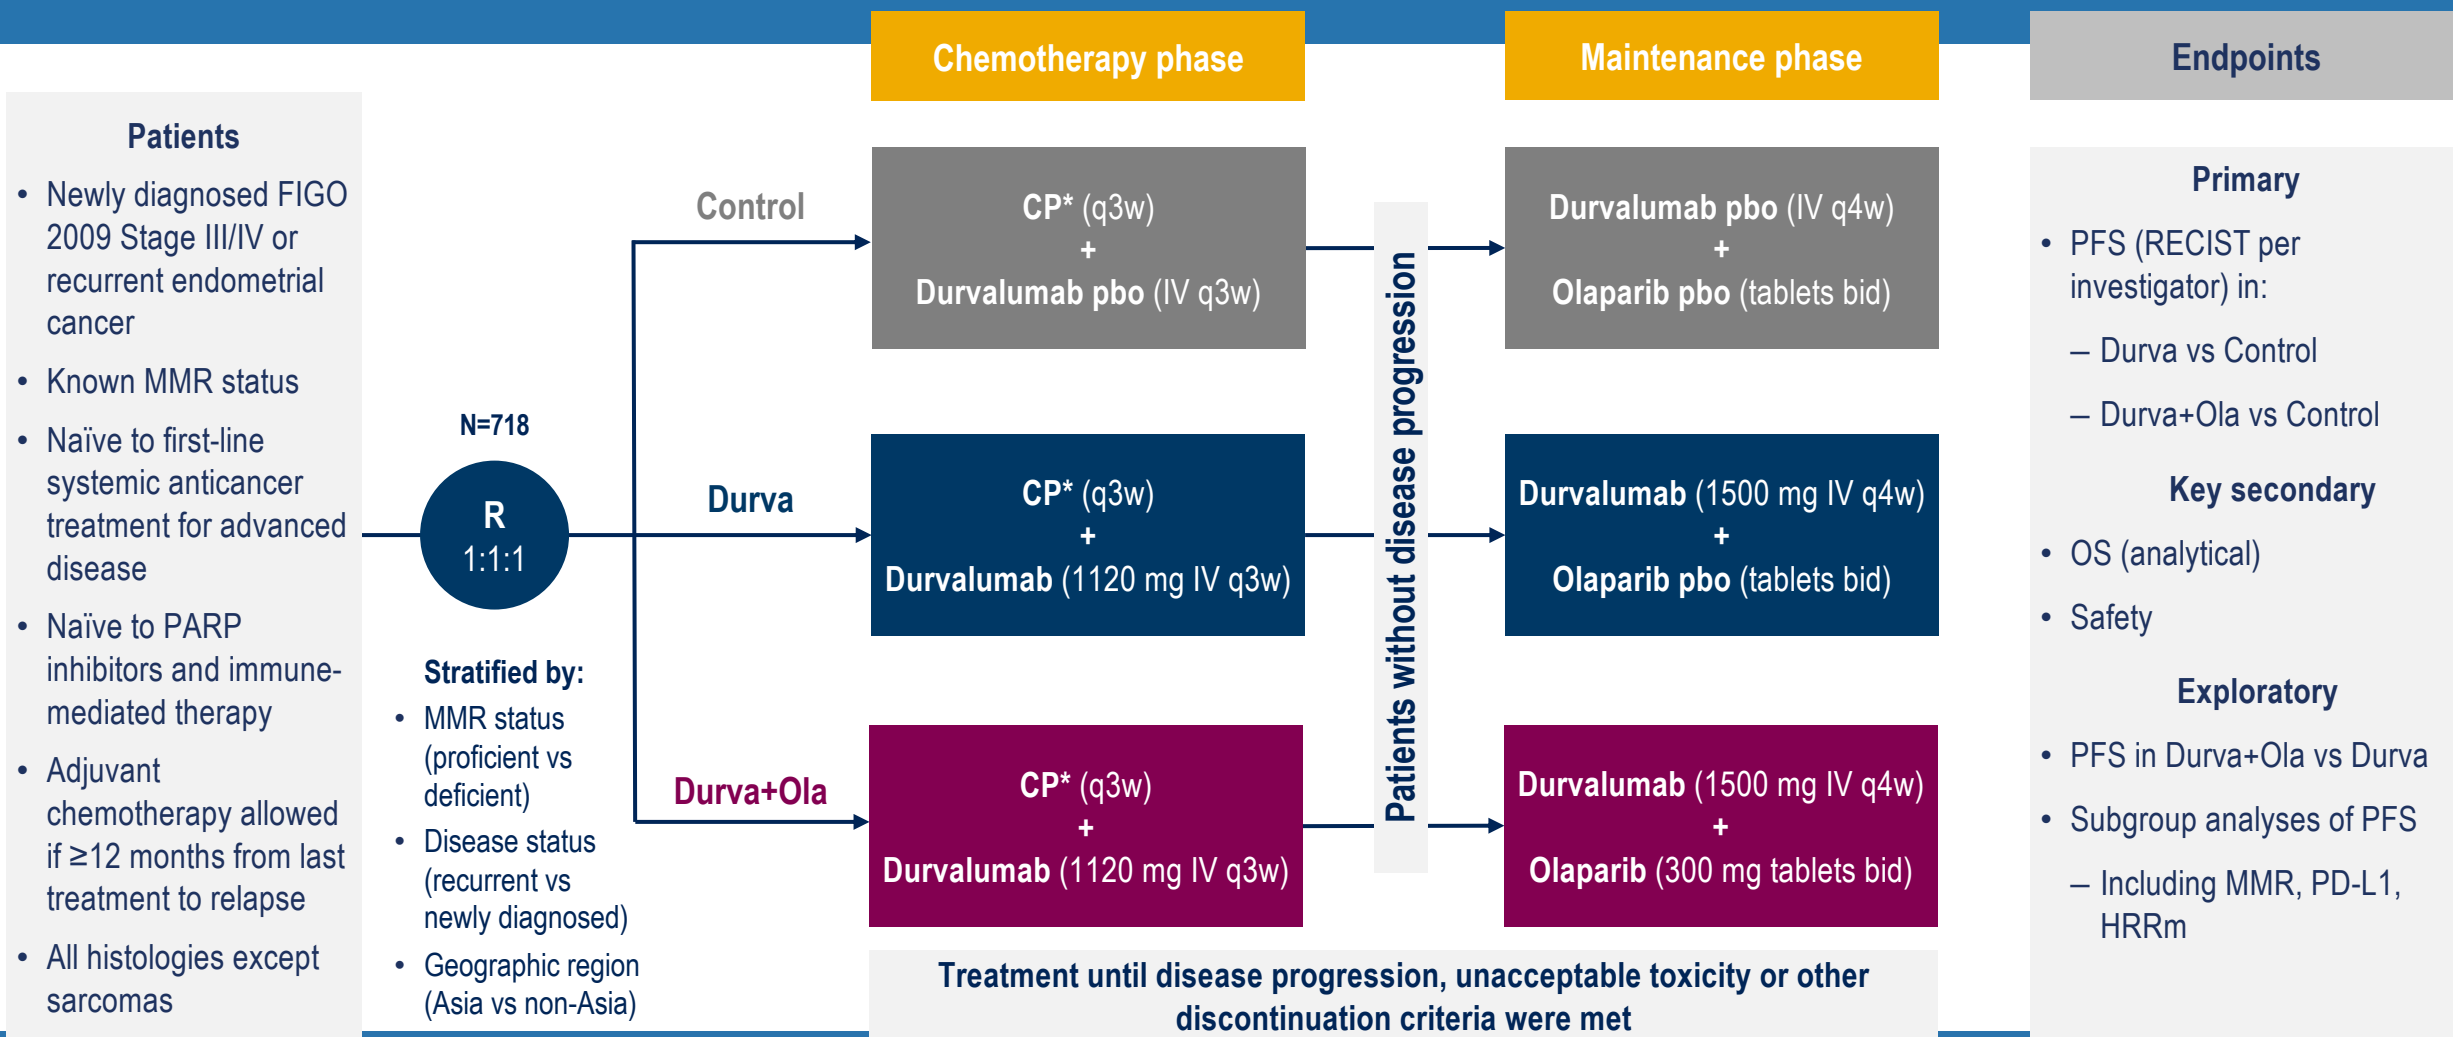 Chemotherapy phase
Maintenance phase
Endpoints
Patients
• Newly diagnosed FIGO
2009 Stage III/IV or
recurrent endometrial
cancer
• Known MMR status
• Naïve to first-line
systemic anticancer
treatment for advanced
disease
• Naïve to PARP
inhibitors and immune-
mediated therapy
• Adjuvant
chemotherapy allowed
if ≥12 months from last
treatment to relapse
• All histologies except
sarcomas
N=718
R
1:1:1
Stratified by:
• MMR status
(proficient vs
deficient)
• Disease status
(recurrent vs
newly diagnosed)
• Geographic region
(Asia vs non-Asia)
Control
CP* (q3w)
+
Durvalumab pbo (IV q3w)
Durvalumab pbo (IV q4w)
+
Olaparib pbo (tablets bid)
Durva
CP* (q3w)
+
Durvalumab (1120 mg IV q3w)
Durvalumab (1500 mg IV q4w)
+
Olaparib pbo (tablets bid)
Durva+Ola
CP* (q3w)
+
Durvalumab (1120 mg IV q3w)
Durvalumab (1500 mg IV q4w)
+
Olaparib (300 mg tablets bid)
Patients without disease progression
Treatment until disease progression, unacceptable toxicity or other
discontinuation criteria were met
Primary
• PFS (RECIST per
investigator) in:
– Durva vs Control
– Durva+Ola vs Control
Key secondary
• OS (analytical)
• Safety
Exploratory
• PFS in Durva+Ola vs Durva
• Subgroup analyses of PFS
– Including MMR, PD-L1,
HRRm